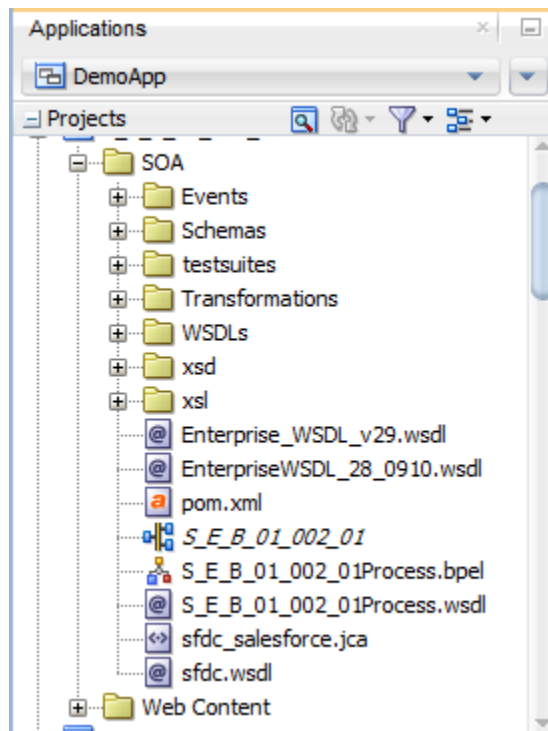 Applications
DemoApp
Projects
SOA
Events
Schemas
testsuites
Transformations
WSDLs
xsd
xsl
Enterprise_WSDL_v29.wsdl
EnterpriseWSDL_28_0910.wsdl
pom.xml
S_E_B_01_002_01
S_E_B_01_002_01Process.bpel
S_E_B_01_002_01Process.wsdl
sfdc_salesforce.jca
sfdc.wsdl
Web Content